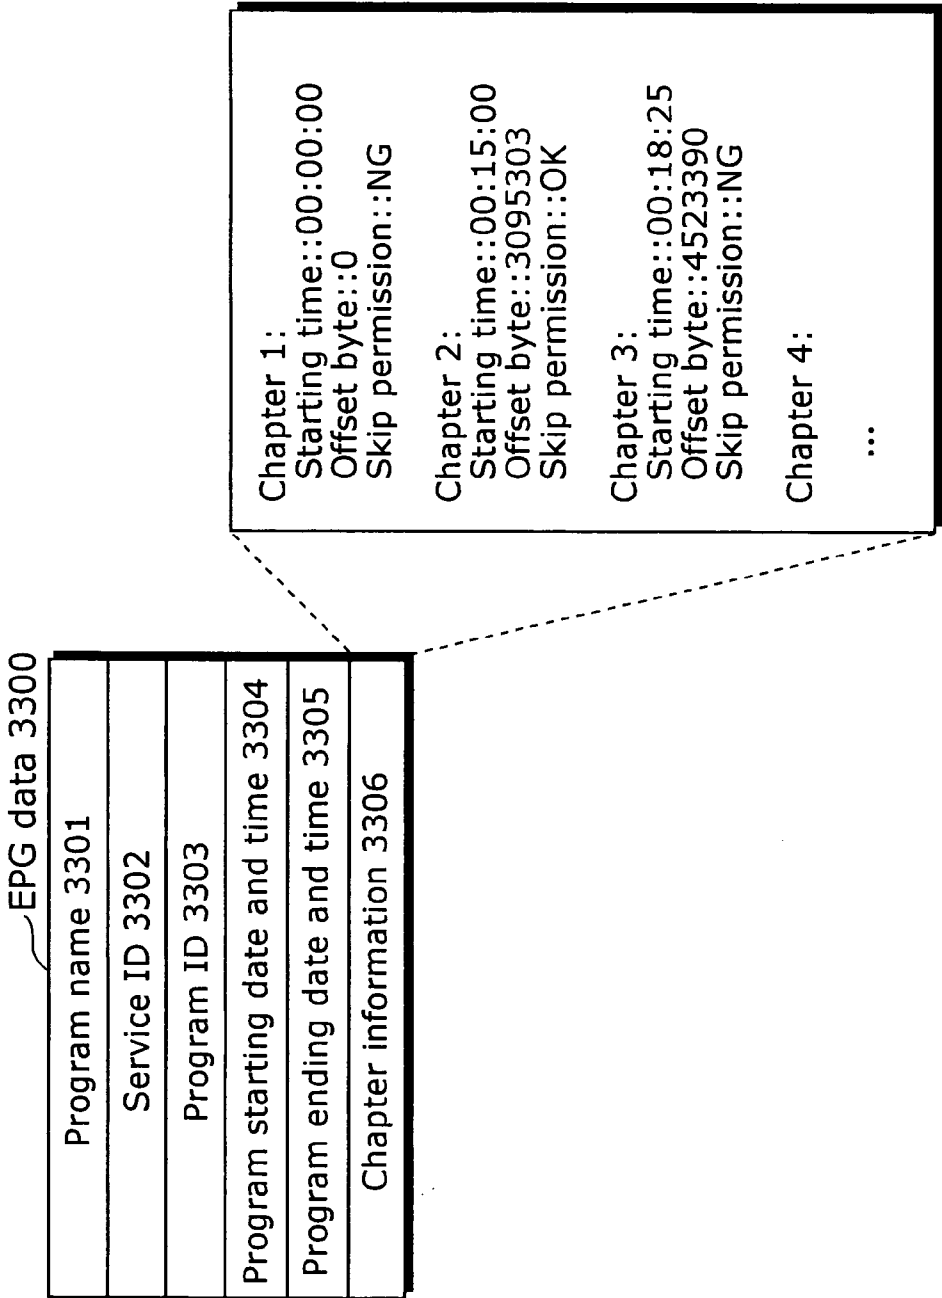 EPG data 3300
Program name 3301
Service ID 3302
Program ID 3303
Program starting date and time 3304
Program ending date and time 3305
Chapter information 3306
Chapter 1:
Starting time::00:00:00
Offset byte::0
Skip permission::NG
Chapter 2:
Starting time::00:15:00
Offset byte::3095303
Skip permission::OK
Chapter 3:
Starting time::00:18:25
Offset byte::4523390
Skip permission::NG
Chapter 4:
...